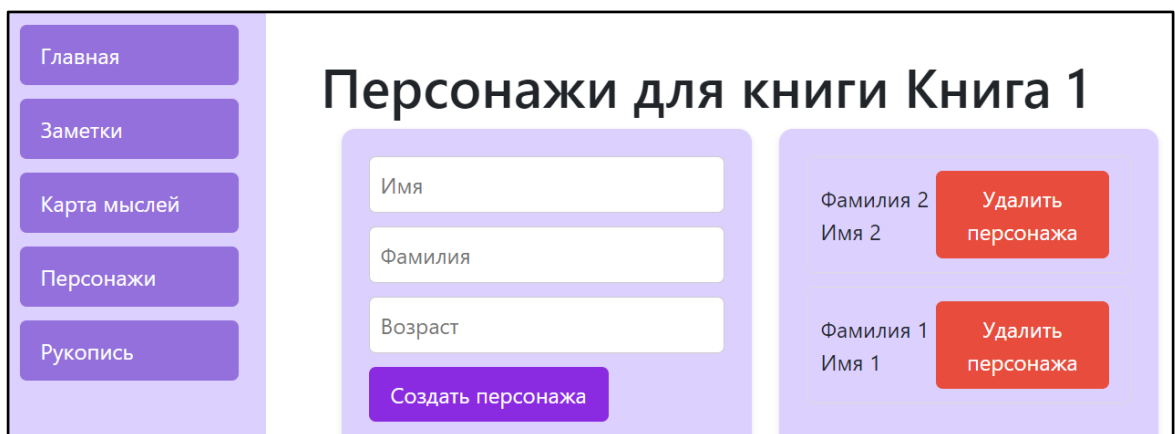 Главная
Заметки
Карта мыслей
Персонажи
Рукопись
Персонажи для книги Книга 1
Имя
Фамилия
Возраст
Создать персонажа
Фамилия 2
Имя 2
Удалить
персонажа
Фамилия 1
Имя 1
Удалить
персонажа